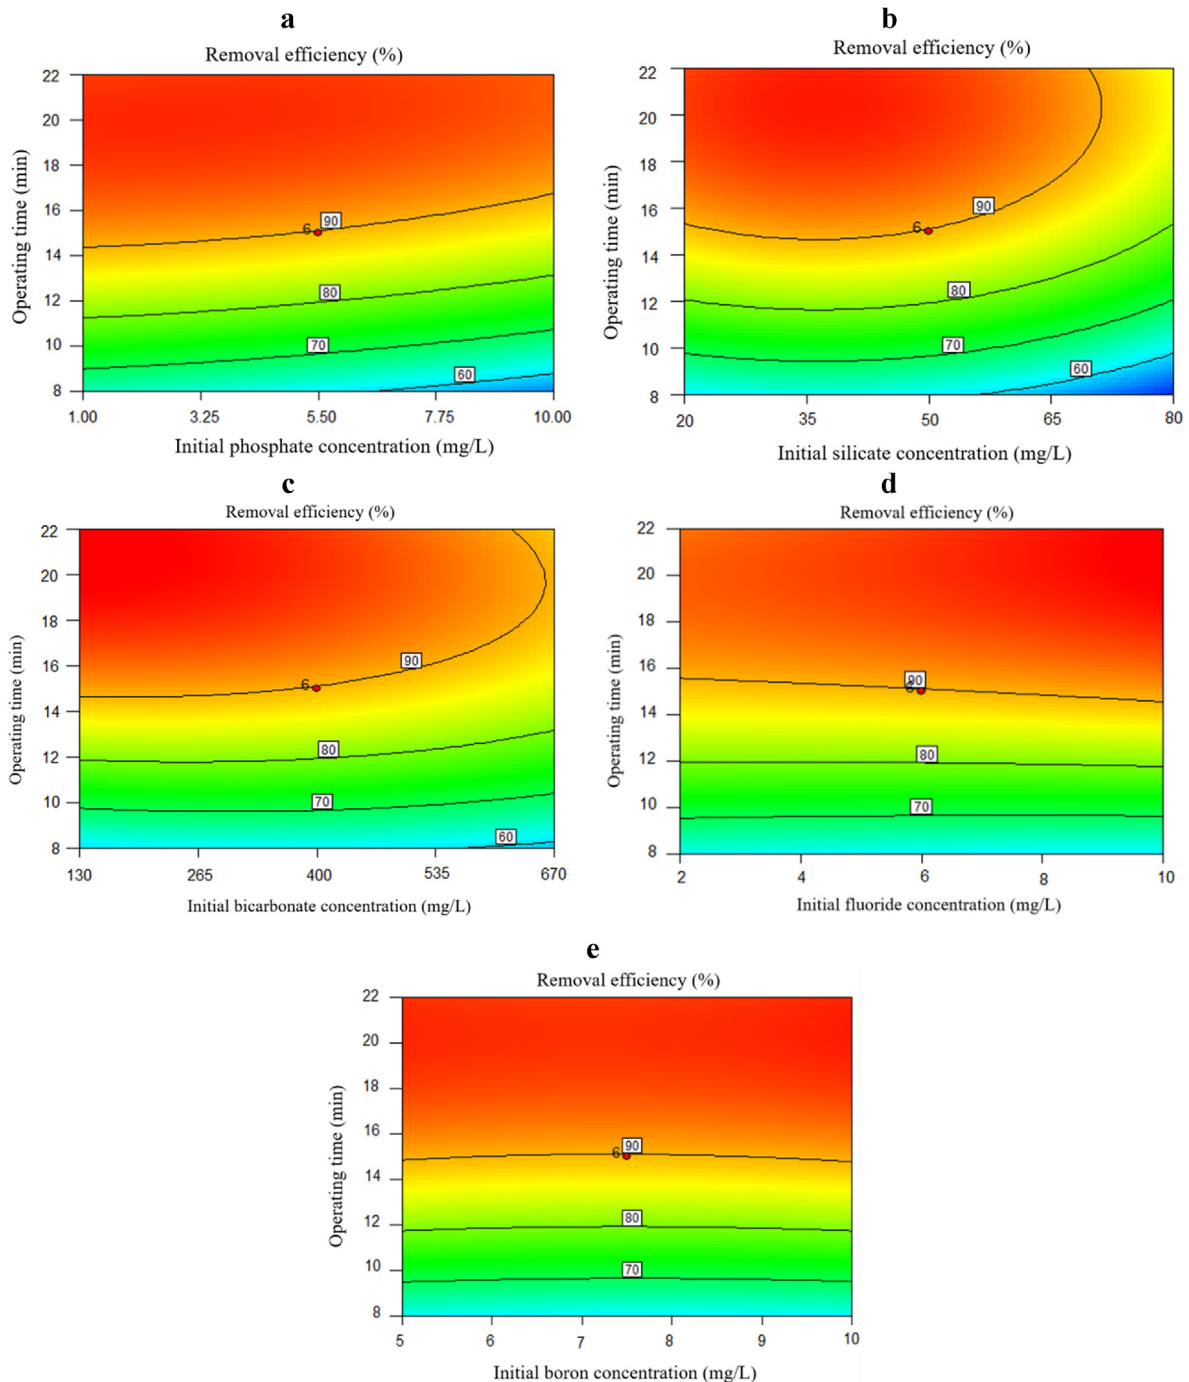 a
Removal efficiency (%)
22
20
18
16
14
12
10
8
Operating time (min)
90
6
80
70
60
1.00 3.25 5.50 7.75 10.00
Initial phosphate concentration (mg/L)
b
Removal efficiency (%)
22
20
18
16
14
12
10
8
Operating time (min)
90
6
80
70
60
20 35 50 65 80
Initial silicate concentration (mg/L)
c
Removal efficiency (%)
22
20
18
16
14
12
10
8
Operating time (min)
90
6
80
70
60
130 265 400 535 670
Initial bicarbonate concentration (mg/L)
d
Removal efficiency (%)
22
20
18
16
14
12
10
8
Operating time (min)
90
6
80
70
2 4 6 8 10
Initial fluoride concentration (mg/L)
e
Removal efficiency (%)
22
20
18
16
14
12
10
8
Operating time (min)
90
6
80
70
5 6 7 8 9 10
Initial boron concentration (mg/L)